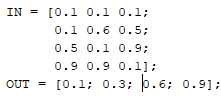 IN = [0.1 0.1 0.1;
0.1 0.6 0.5;
0.5 0.1 0.9;
0.9 0.9 0.1];
OUT = [0.1; 0.3; 0.6; 0.9];